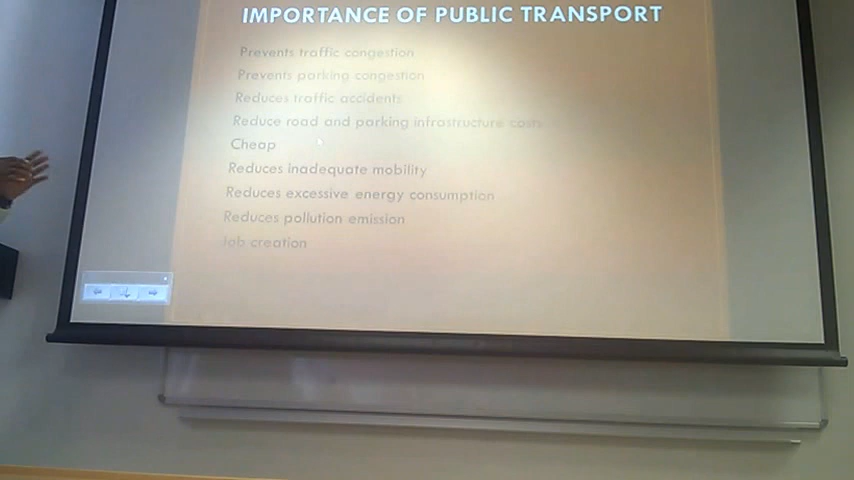 IMPORTANCE OF PUBLIC TRANSPORT
Prevents traffic congestion
Prevents parking congestion
Reduces traffic accidents
Reduce road and parking infrastructure costs
Cheap
Reduces inadequate mobility
Reduces excessive energy consumption
Reduces pollution emission
Job creation